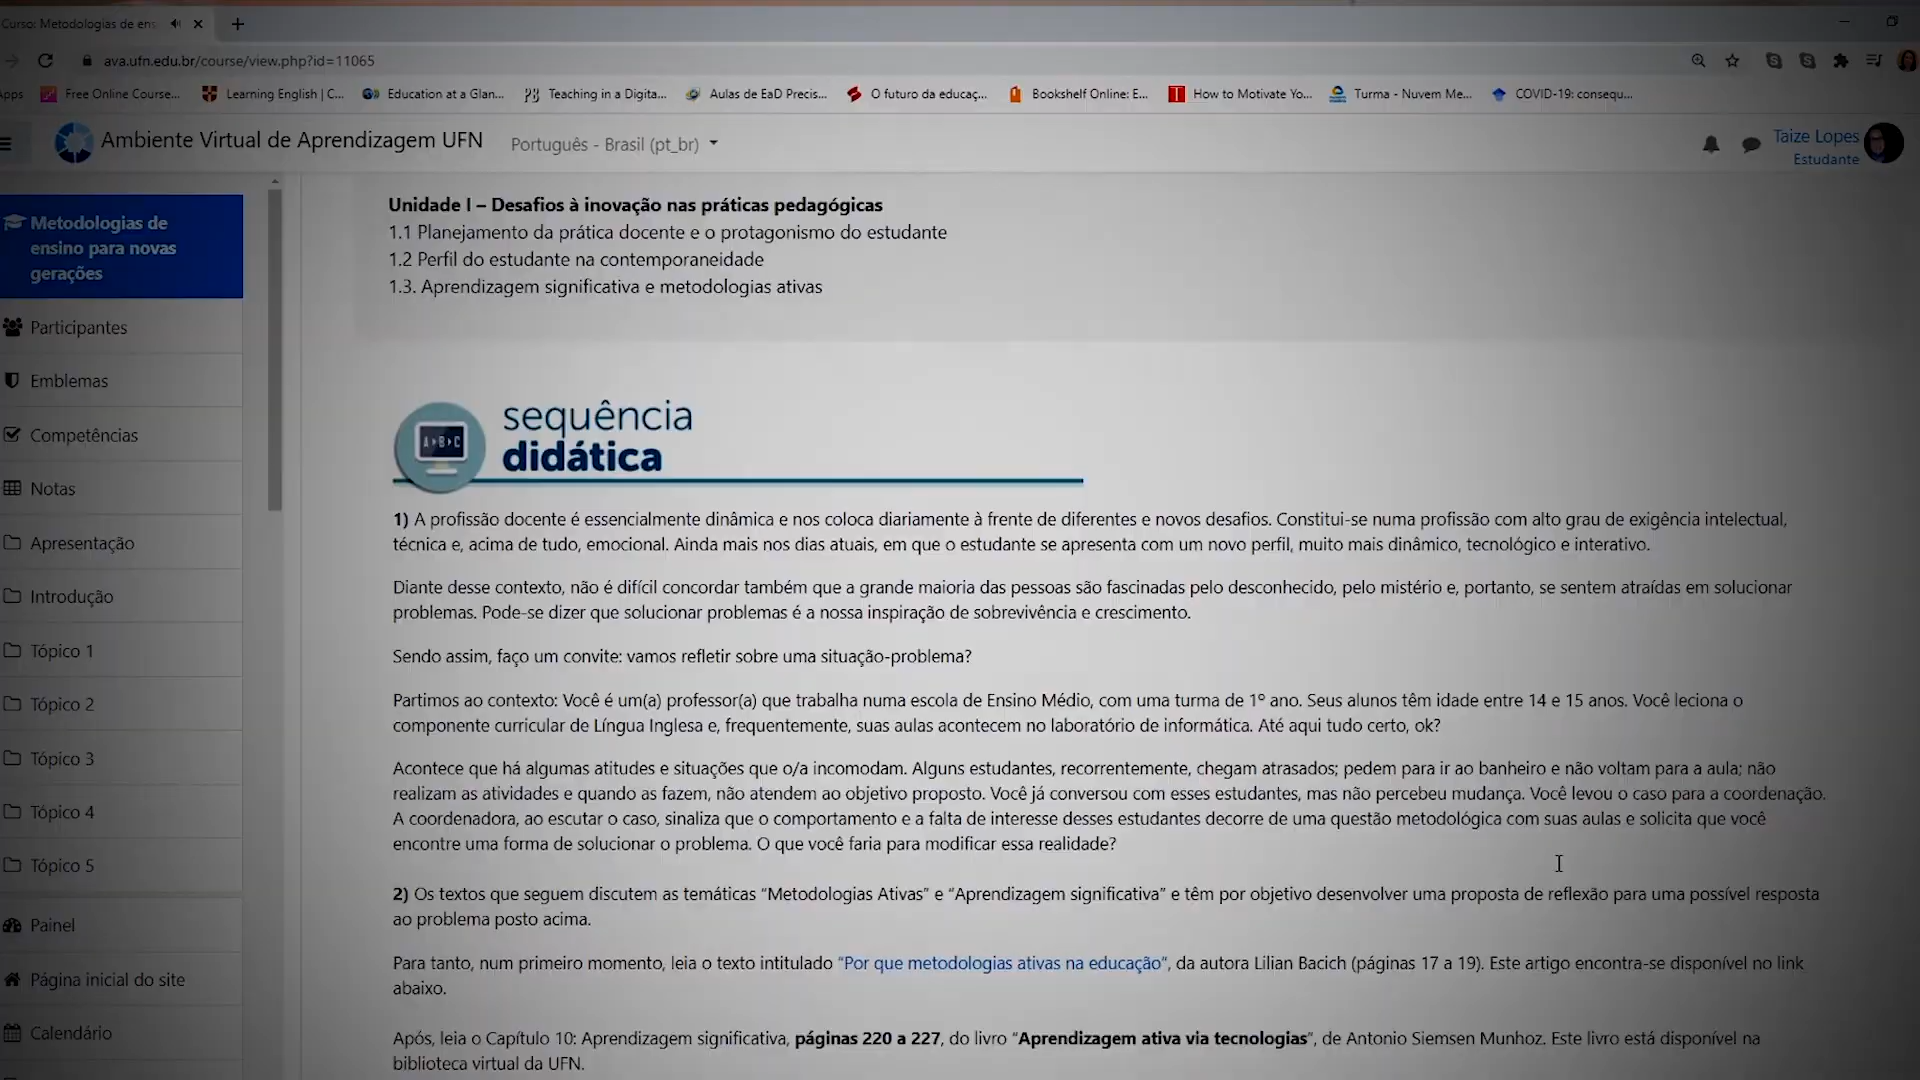 Curso: Metodologias de ens
ava.ufn.edu.br/course/view.php?id=11065
Apps
Free Online Course...
Learning English | C...
Education at a Glan...
Teaching in a Digita...
Aulas de EaD Precis...
O futuro da educaç...
Bookshelf Online: E...
How to Motivate Yo...
Turma - Nuvem Me...
COVID-19: consequ...
Ambiente Virtual de Aprendizagem UFN
Português - Brasil (pt_br)
Taize Lopes
Estudante
Metodologias de
ensino para novas
gerações
Participantes
Emblemas
Competências
Notas
Apresentação
Introdução
Tópico 1
Tópico 2
Tópico 3
Tópico 4
Tópico 5
Painel
Página inicial do site
Calendário
Unidade I – Desafios à inovação nas práticas pedagógicas
1.1 Planejamento da prática docente e o protagonismo do estudante
1.2 Perfil do estudante na contemporaneidade
1.3. Aprendizagem significativa e metodologias ativas
A▸B▸C
sequência
didática
1) A profissão docente é essencialmente dinâmica e nos coloca diariamente à frente de diferentes e novos desafios. Constitui-se numa profissão com alto grau de exigência intelectual,
técnica e, acima de tudo, emocional. Ainda mais nos dias atuais, em que o estudante se apresenta com um novo perfil, muito mais dinâmico, tecnológico e interativo.
Diante desse contexto, não é difícil concordar também que a grande maioria das pessoas são fascinadas pelo desconhecido, pelo mistério e, portanto, se sentem atraídas em solucionar
problemas. Pode-se dizer que solucionar problemas é a nossa inspiração de sobrevivência e crescimento.
Sendo assim, faço um convite: vamos refletir sobre uma situação-problema?
Partimos ao contexto: Você é um(a) professor(a) que trabalha numa escola de Ensino Médio, com uma turma de 1º ano. Seus alunos têm idade entre 14 e 15 anos. Você leciona o
componente curricular de Língua Inglesa e, frequentemente, suas aulas acontecem no laboratório de informática. Até aqui tudo certo, ok?
Acontece que há algumas atitudes e situações que o/a incomodam. Alguns estudantes, recorrentemente, chegam atrasados; pedem para ir ao banheiro e não voltam para a aula; não
realizam as atividades e quando as fazem, não atendem ao objetivo proposto. Você já conversou com esses estudantes, mas não percebeu mudança. Você levou o caso para a coordenação.
A coordenadora, ao escutar o caso, sinaliza que o comportamento e a falta de interesse desses estudantes decorre de uma questão metodológica com suas aulas e solicita que você
encontre uma forma de solucionar o problema. O que você faria para modificar essa realidade?
2) Os textos que seguem discutem as temáticas “Metodologias Ativas” e “Aprendizagem significativa” e têm por objetivo desenvolver uma proposta de reflexão para uma possível resposta
ao problema posto acima.
Para tanto, num primeiro momento, leia o texto intitulado “Por que metodologias ativas na educação”, da autora Lilian Bacich (páginas 17 a 19). Este artigo encontra-se disponível no link
abaixo.
Após, leia o Capítulo 10: Aprendizagem significativa, páginas 220 a 227, do livro “Aprendizagem ativa via tecnologias”, de Antonio Siemsen Munhoz. Este livro está disponível na
biblioteca virtual da UFN.